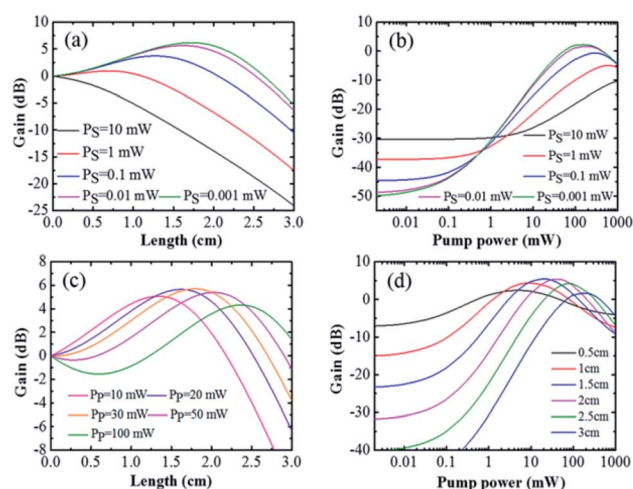 (a)
Gain (dB)
10
5
0
-5
-10
-15
-20
-25
PS=10 mW
PS=1 mW
PS=0.1 mW
PS=0.01 mW PS=0.001 mW
0.0 0.5 1.0 1.5 2.0 2.5 3.0
Length (cm)
(b)
Gain (dB)
10
0
-10
-20
-30
-40
-50
PS=10 mW
PS=1 mW
PS=0.1 mW
PS=0.01 mW PS=0.001 mW
0.01 0.1 1 10 100 1000
Pump power (mW)
(c)
Gain (dB)
8
6
4
2
0
-2
-4
-6
-8
PP=10 mW PP=20 mW
PP=30 mW PP=50 mW
PP=100 mW
0.0 0.5 1.0 1.5 2.0 2.5 3.0
Length (cm)
(d)
Gain (dB)
10
0
-10
-20
-30
-40
0.5cm
1cm
1.5cm
2cm
2.5cm
3cm
0.01 0.1 1 10 100 1000
Pump power (mW)